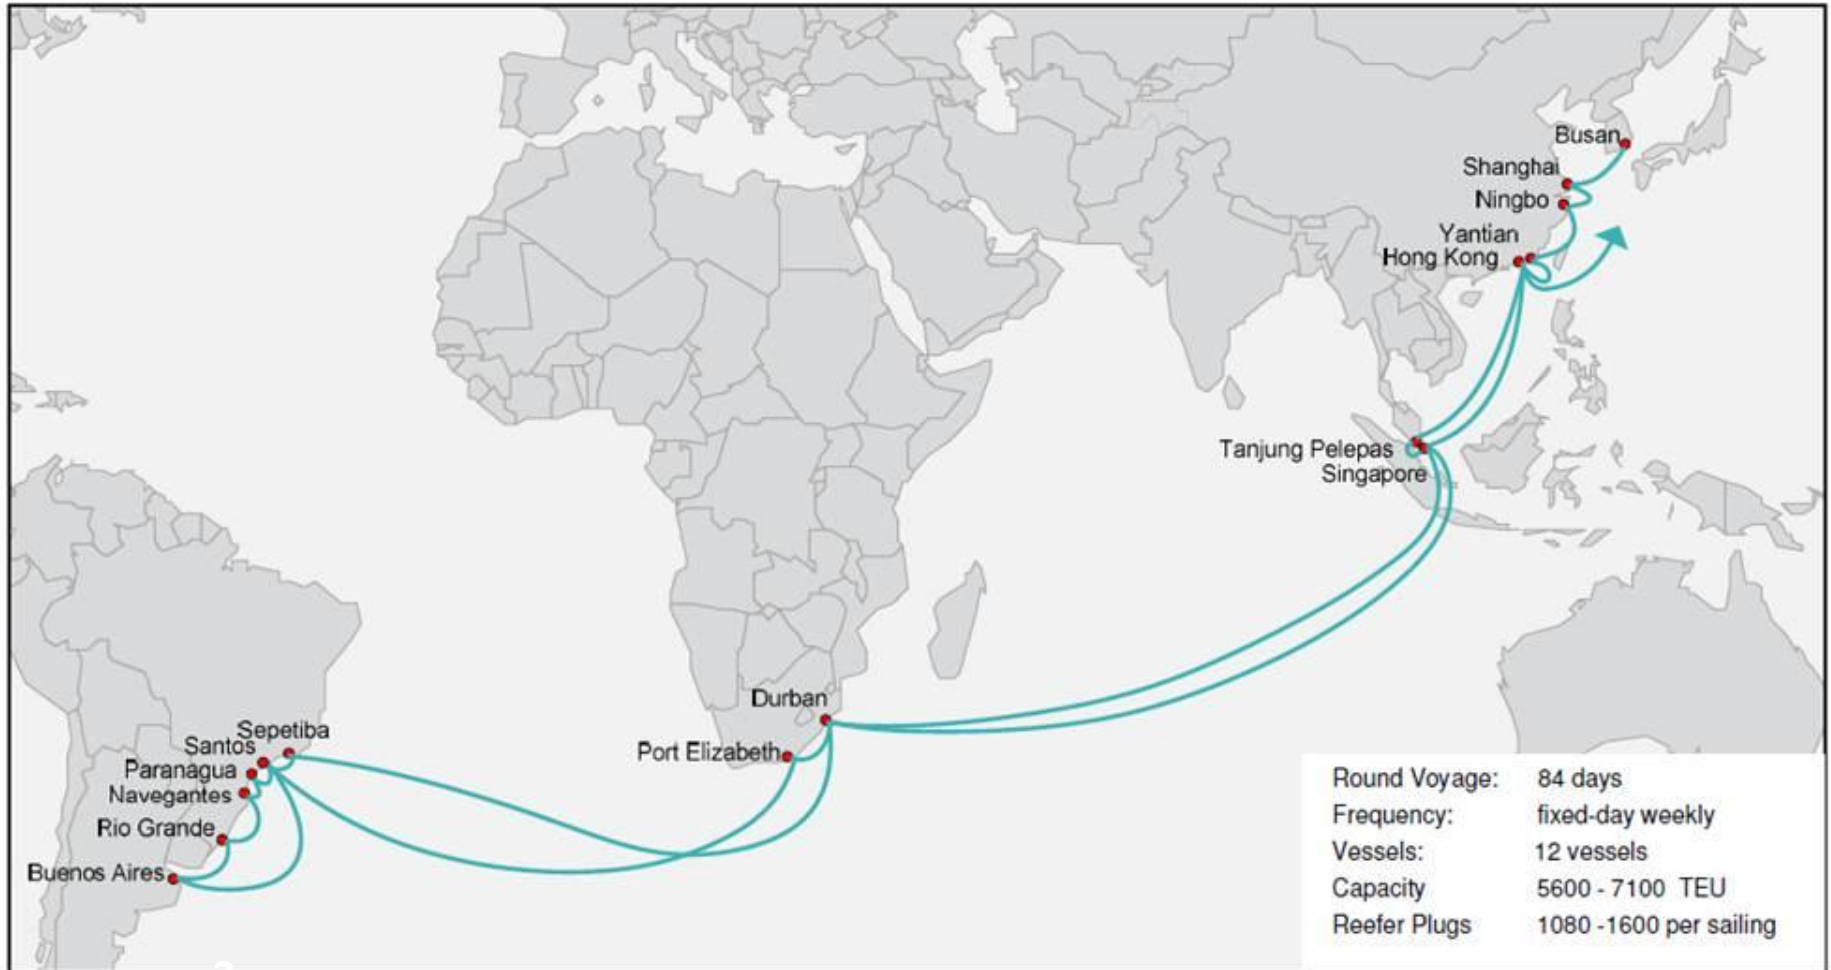 Busan
Shanghai
Ningbo
Yantian
Hong Kong
Tanjung Pelepas
Singapore
Durban
Port Elizabeth
Sepetiba
Santos
Paranagua
Navegantes
Rio Grande
Buenos Aires
Round Voyage: 84 days
Frequency: fixed-day weekly
Vessels: 12 vessels
Capacity 5600 - 7100 TEU
Reefer Plugs 1080 -1600 per sailing